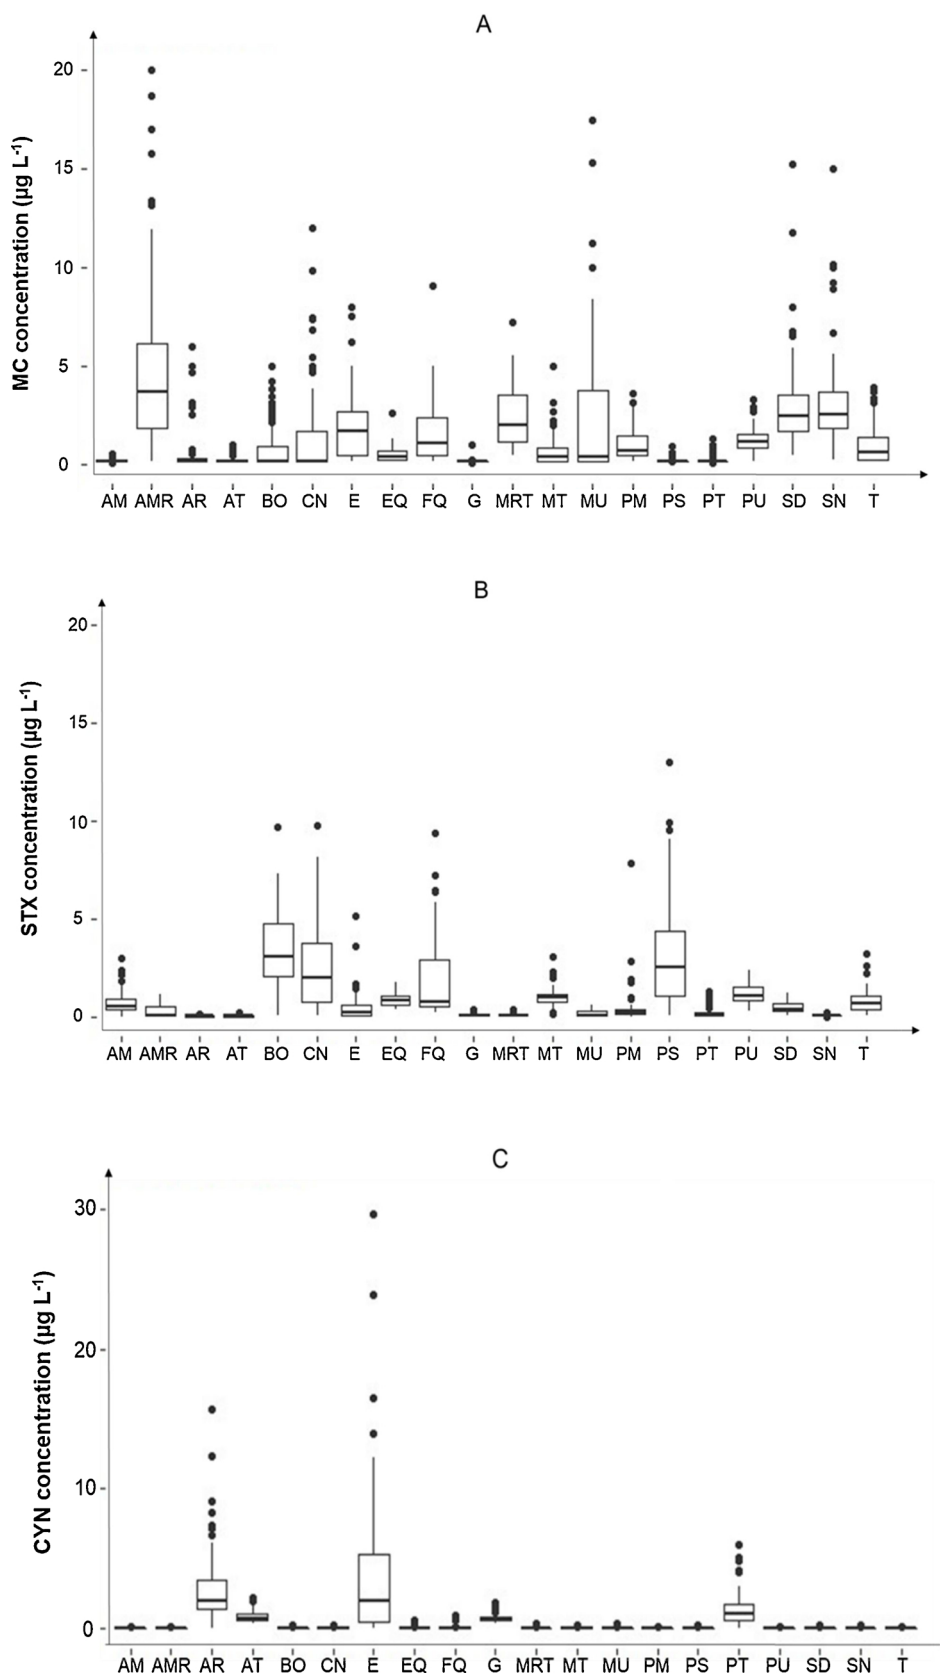 A
MC concentration (µg L⁻¹)
20
15
10
5
0
AM AMR AR AT BO CN E EQ FQ G MRT MT MU PM PS PT PU SD SN T
B
STX concentration (µg L⁻¹)
20
15
10
5
0
AM AMR AR AT BO CN E EQ FQ G MRT MT MU PM PS PT PU SD SN T
C
CYN concentration (µg L⁻¹)
30
20
10
0
AM AMR AR AT BO CN E EQ FQ G MRT MT MU PM PS PT PU SD SN T